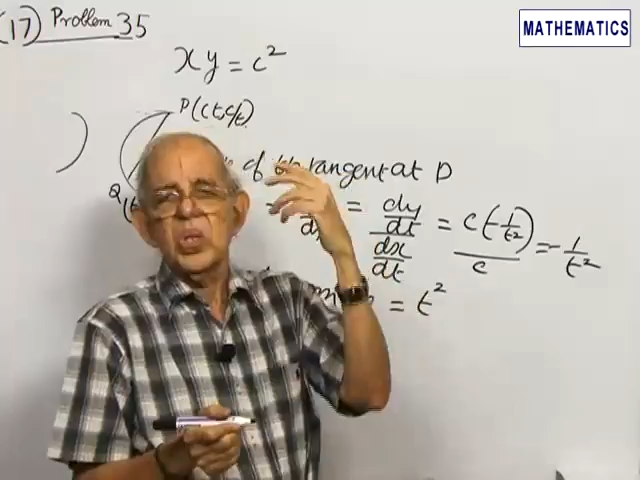 (17) Problem 35
MATHEMATICS
xy = c²
P(ct, c/t)
of the tangent at P
Q(t
= dy/dt / dx/dt = c(-1/t²) / c = -1/t²
= t²